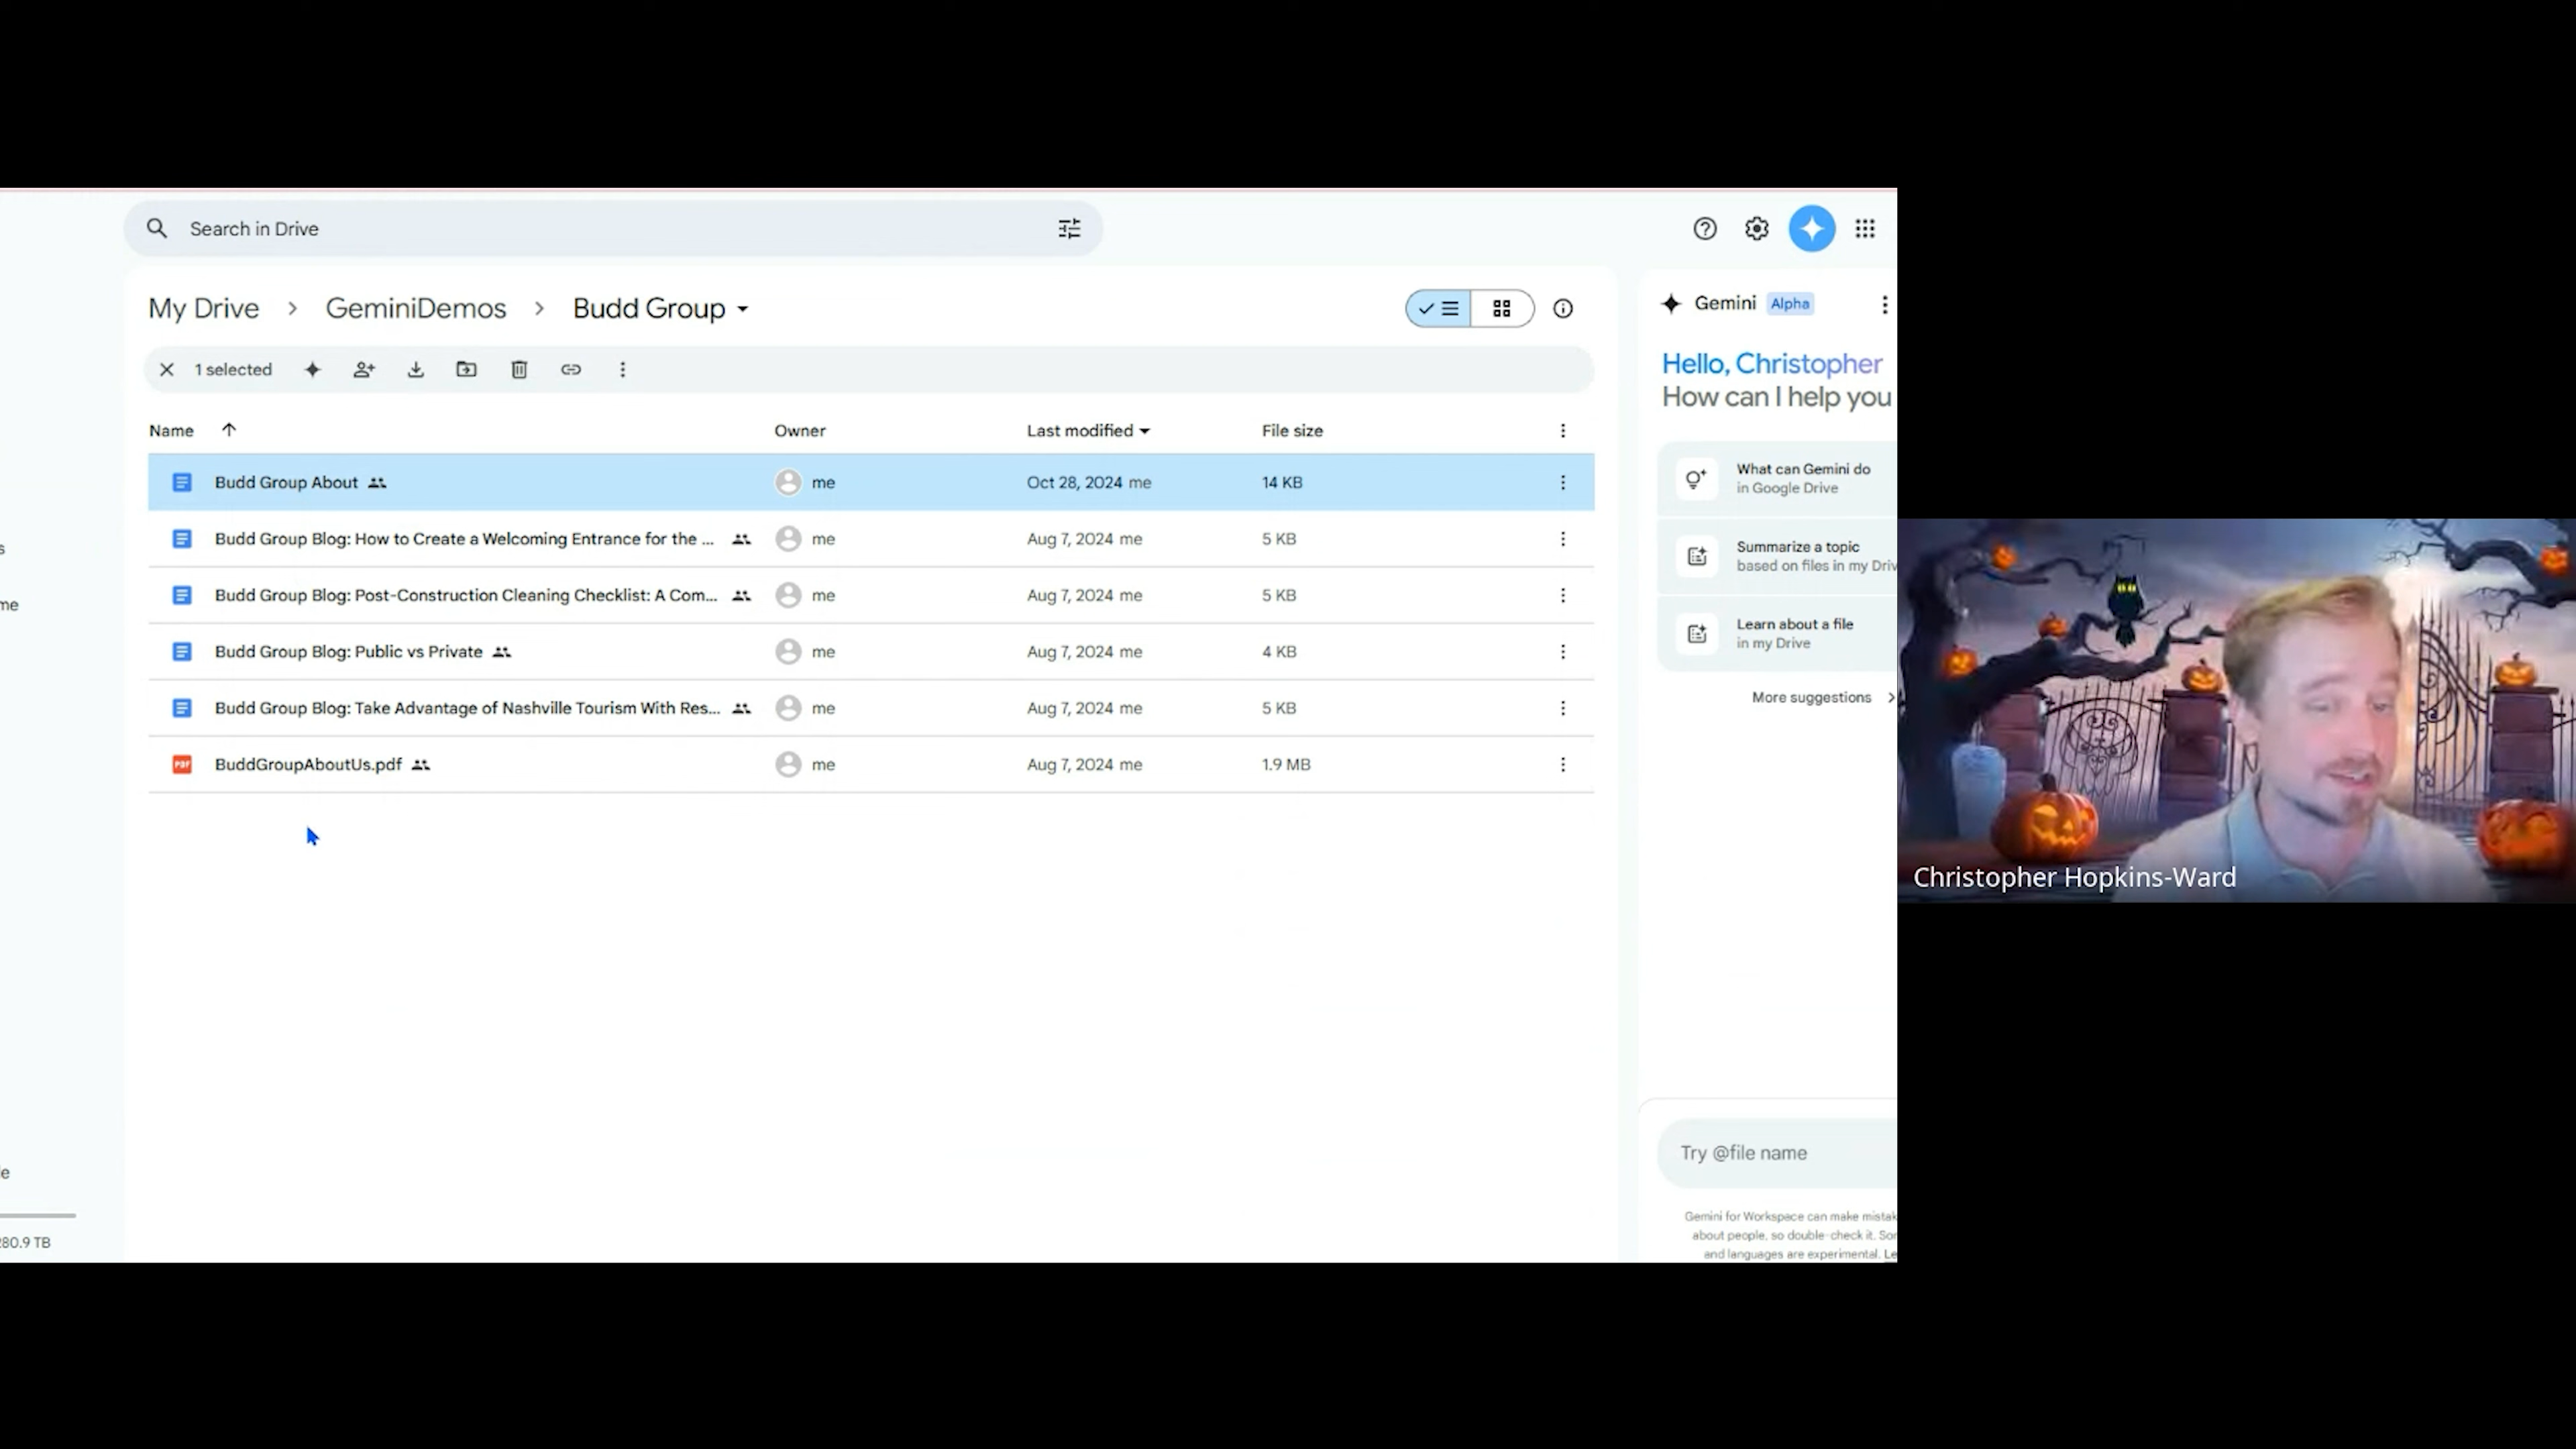 Search in Drive
My Drive > GeminiDemos > Budd Group
1 selected
Name Owner Last modified File size
Budd Group About me Oct 28, 2024 me 14 KB
Budd Group Blog: How to Create a Welcoming Entrance for the ... me Aug 7, 2024 me 5 KB
Budd Group Blog: Post-Construction Cleaning Checklist: A Com... me Aug 7, 2024 me 5 KB
Budd Group Blog: Public vs Private me Aug 7, 2024 me 4 KB
Budd Group Blog: Take Advantage of Nashville Tourism With Res... me Aug 7, 2024 me 5 KB
PDF BuddGroupAboutUs.pdf me Aug 7, 2024 me 1.9 MB
s
me
le
80.9 TB
Gemini Alpha
Hello, Christopher
How can I help you
What can Gemini do
in Google Drive
Summarize a topic
based on files in my Driv
Learn about a file
in my Drive
More suggestions
Try @file name
Gemini for Workspace can make mistak
about people, so double-check it. Sor
and languages are experimental. Le
Christopher Hopkins-Ward